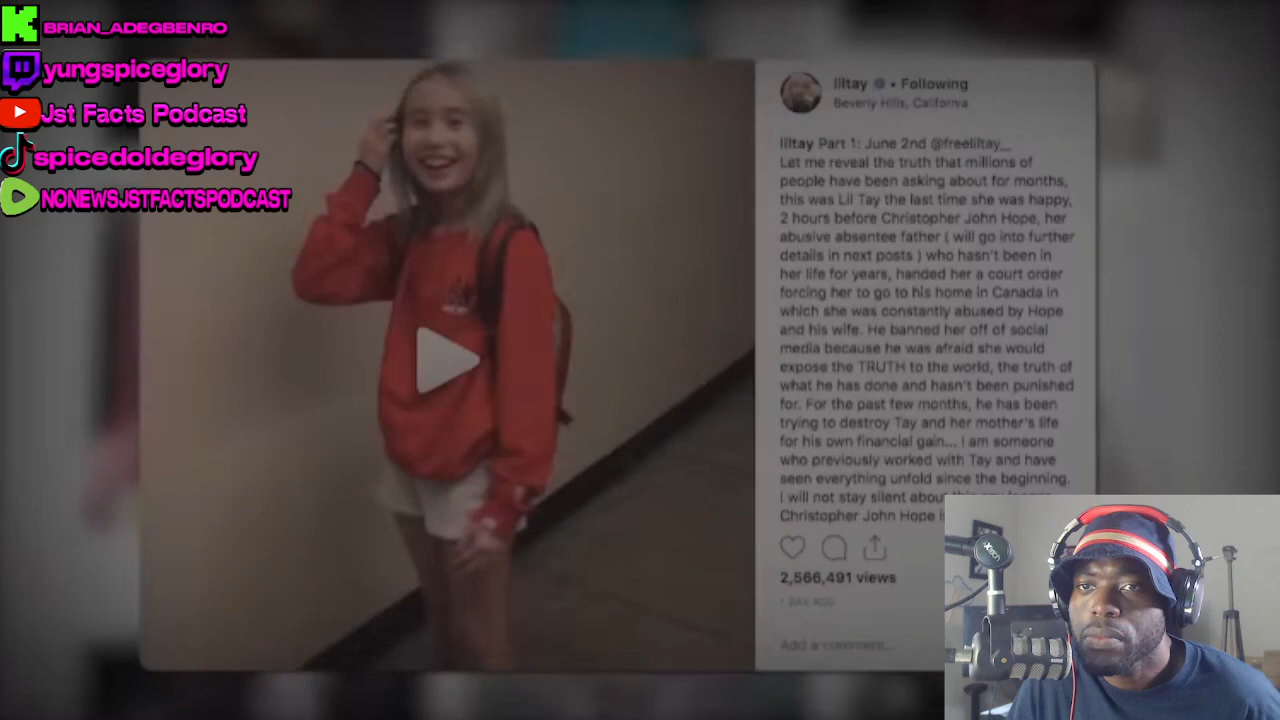 BRIAN_ADEGBENRO
yungspiceglory
Jst Facts Podcast
spicedoldeglory
NONEWSJSTFACTSPODCAST
liltay • Following
Beverly Hills, California
liltay Part 1: June 2nd @freeliltay_
Let me reveal the truth that millions of
people have been asking about for months,
this was Lil Tay the last time she was happy,
2 hours before Christopher John Hope, her
abusive absentee father ( will go into further
details in next posts ) who hasn't been in
her life for years, handed her a court order
forcing her to go to his home in Canada in
which she was constantly abused by Hope
and his wife. He banned her off of social
media because he was afraid she would
expose the TRUTH to the world, the truth of
what he has done and hasn't been punished
for. For the past few months, he has been
trying to destroy Tay and her mother's life
for his own financial gain... I am someone
who previously worked with Tay and have
seen everything unfold since the beginning.
I will not stay silent about
Christopher John Hope
2,566,491 views
1 DAY AGO
Add a comment...